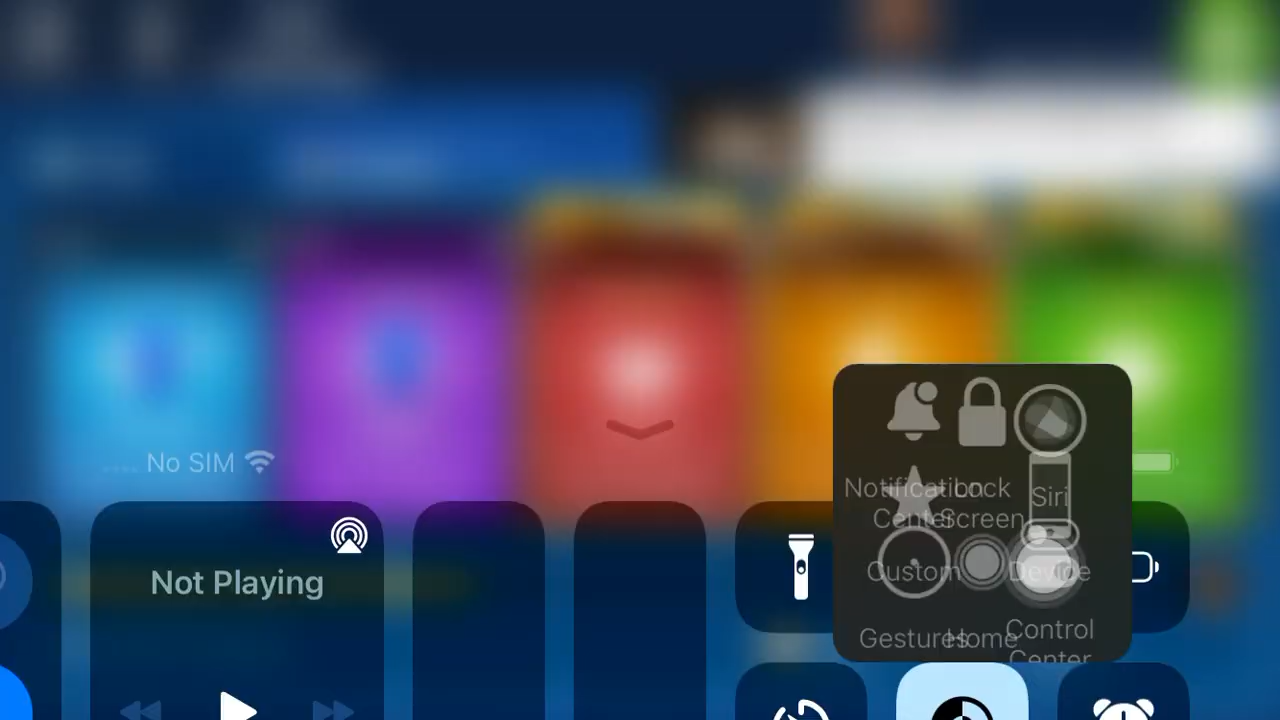 No SIM
Not Playing
Notification
Center
Lock
Screen
Siri
Custom
Device
Gestures
Home
Control
Center